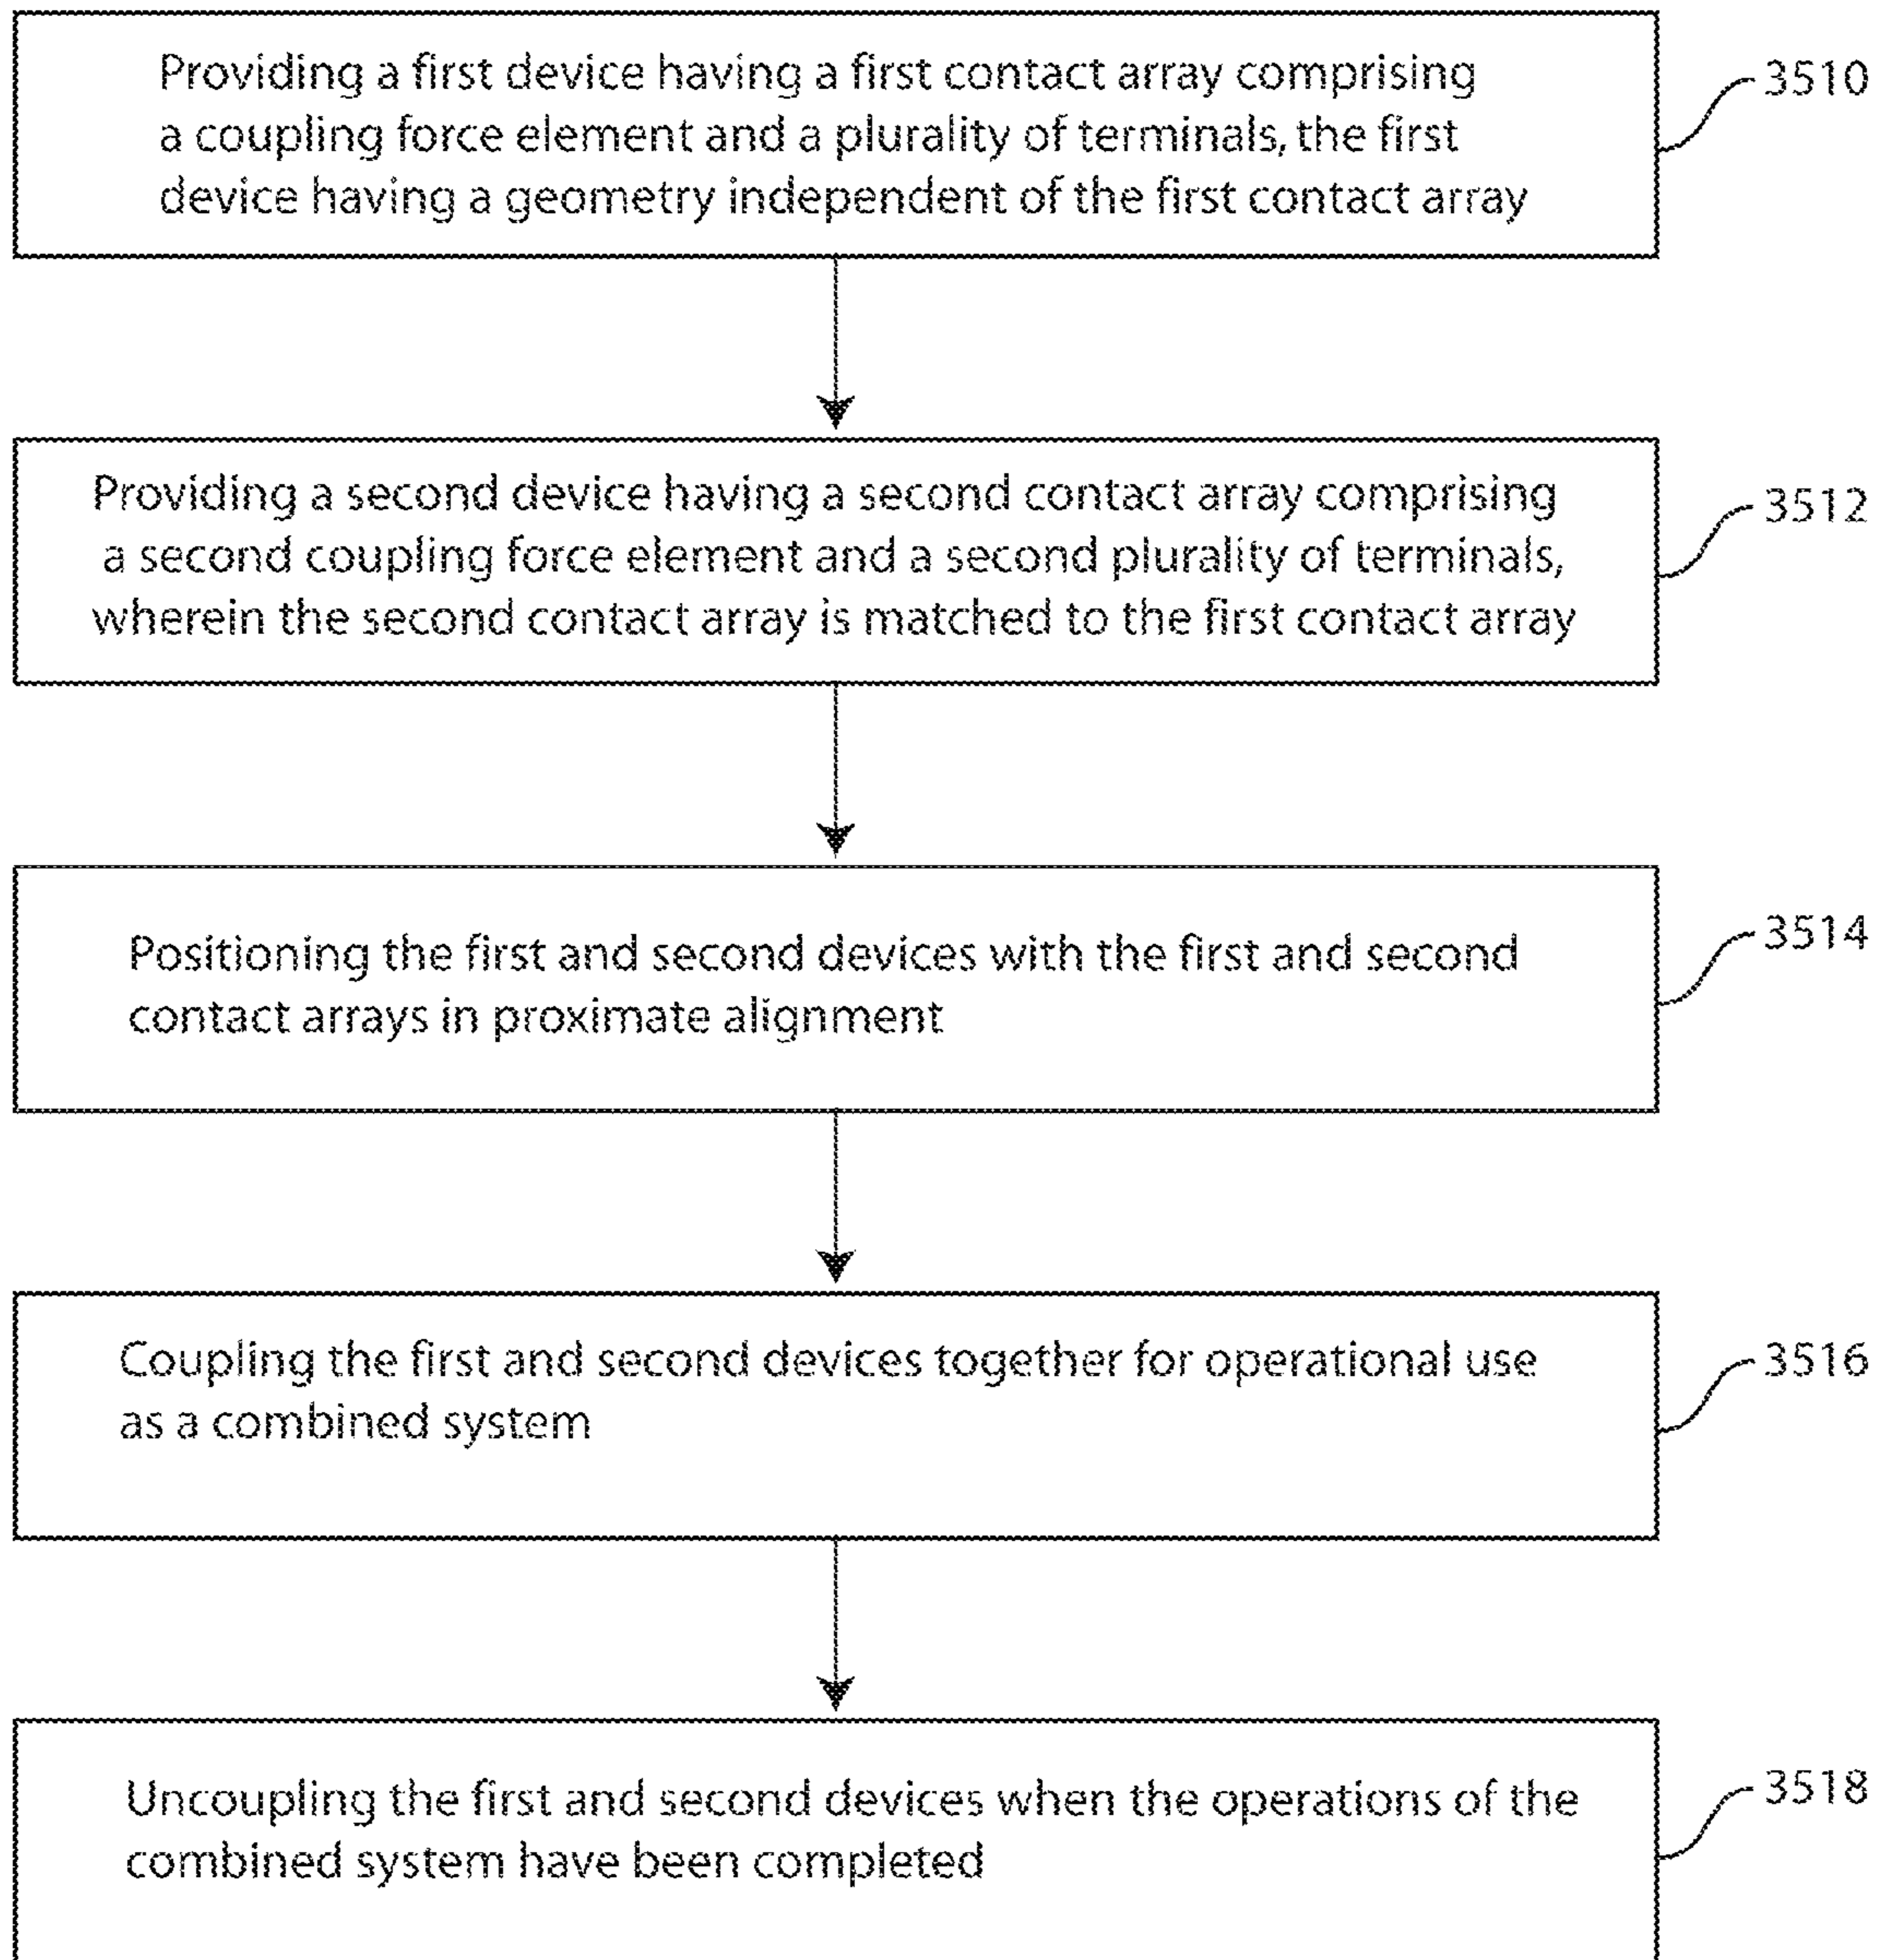 Providing a first device having a first contact array comprising
a coupling force element and a plurality of terminals, the first
device having a geometry independent of the first contact array
3510
Providing a second device having a second contact array comprising
a second coupling force element and a second plurality of terminals,
wherein the second contact array is matched to the first contact array
3512
Positioning the first and second devices with the first and second
contact arrays in proximate alignment
3514
Coupling the first and second devices together for operational use
as a combined system
3516
Uncoupling the first and second devices when the operations of the
combined system have been completed
3518